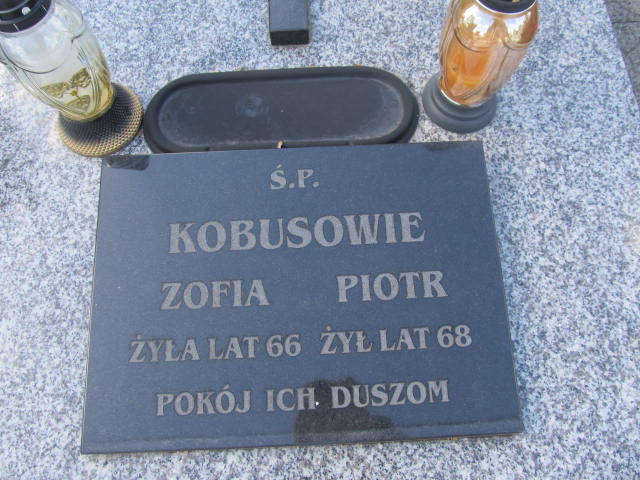 Ś.P.
KOBUSOWIE
ZOFIA PIOTR
ŻYŁA LAT 66 ŻYŁ LAT 68
POKÓJ ICH DUSZOM